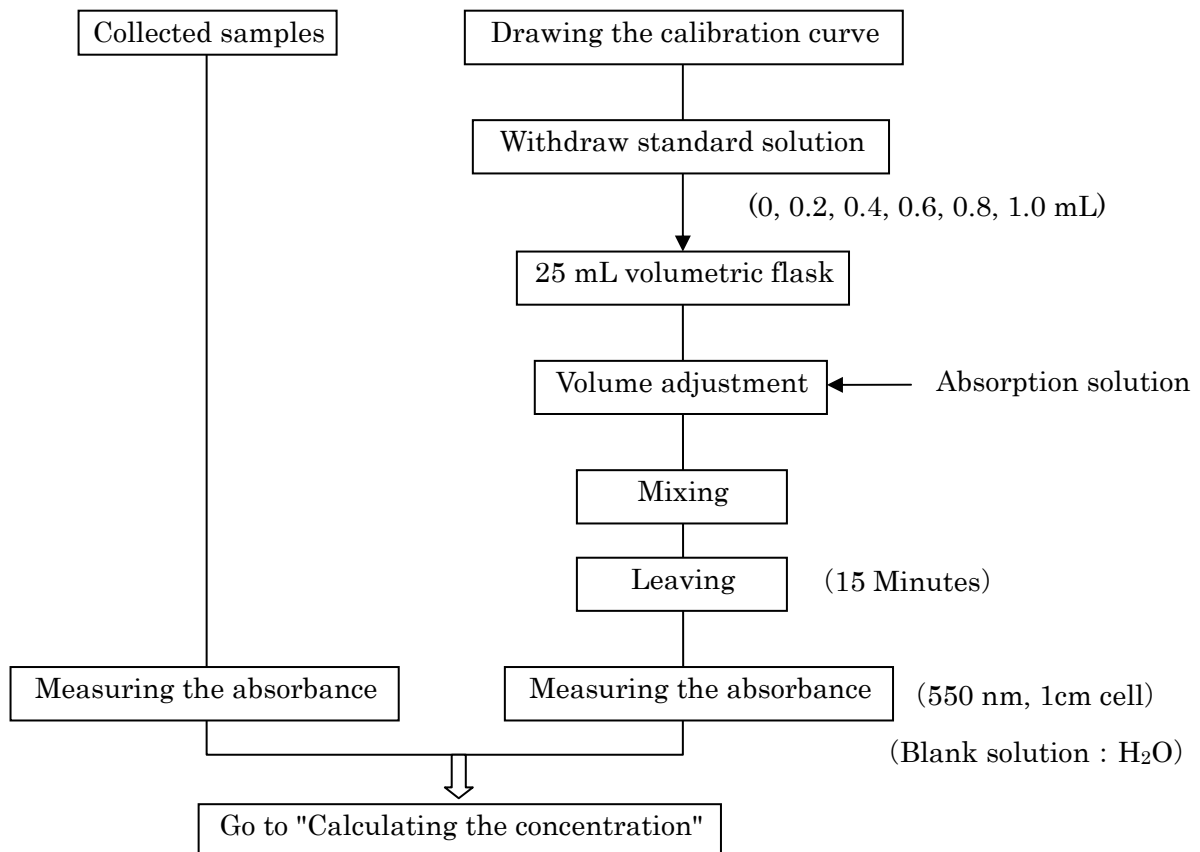 Collected samples
Drawing the calibration curve
Withdraw standard solution
(0, 0.2, 0.4, 0.6, 0.8, 1.0 mL)
25 mL volumetric flask
Volume adjustment
Absorption solution
Mixing
Leaving
(15 Minutes)
Measuring the absorbance
Measuring the absorbance
(550 nm, 1cm cell)
(Blank solution : H₂O)
Go to "Calculating the concentration"